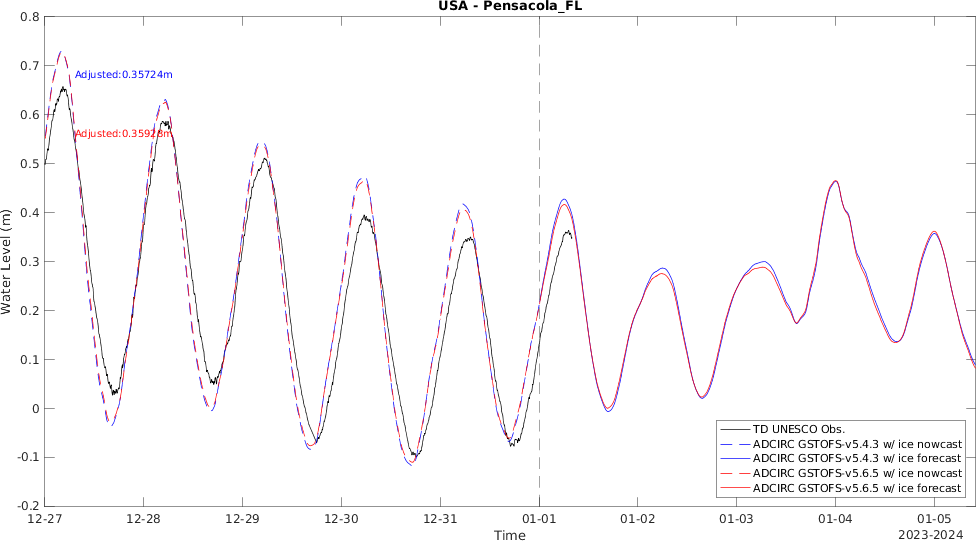 USA - Pensacola_FL
0.8
0.7
0.6
0.5
0.4
0.3
0.2
0.1
0
-0.1
-0.2
Water Level (m)
Adjusted:0.35724m
Adjusted:0.35928m
TD UNESCO Obs.
ADCIRC GSTOFS-v5.4.3 w/ ice nowcast
ADCIRC GSTOFS-v5.4.3 w/ ice forecast
ADCIRC GSTOFS-v5.6.5 w/ ice nowcast
ADCIRC GSTOFS-v5.6.5 w/ ice forecast
12-27 12-28 12-29 12-30 12-31 01-01 01-02 01-03 01-04 01-05
Time
2023-2024